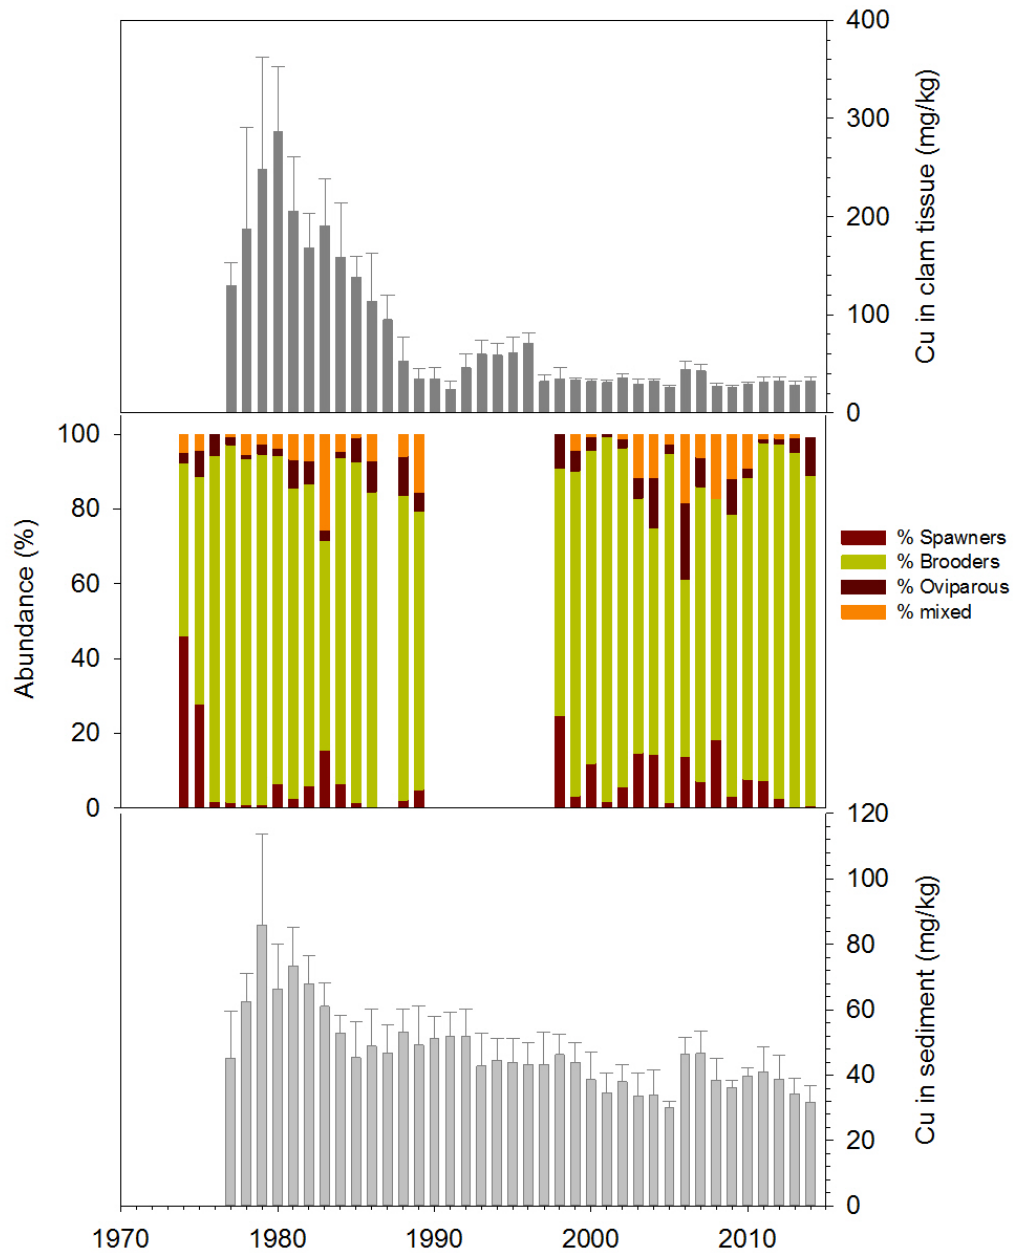 400
300
200
100
0
Cu in clam tissue (mg/kg)
100
80
60
40
20
0
Abundance (%)
% Spawners
% Brooders
% Oviparous
% mixed
120
100
80
60
40
20
0
Cu in sediment (mg/kg)
1970 1980 1990 2000 2010